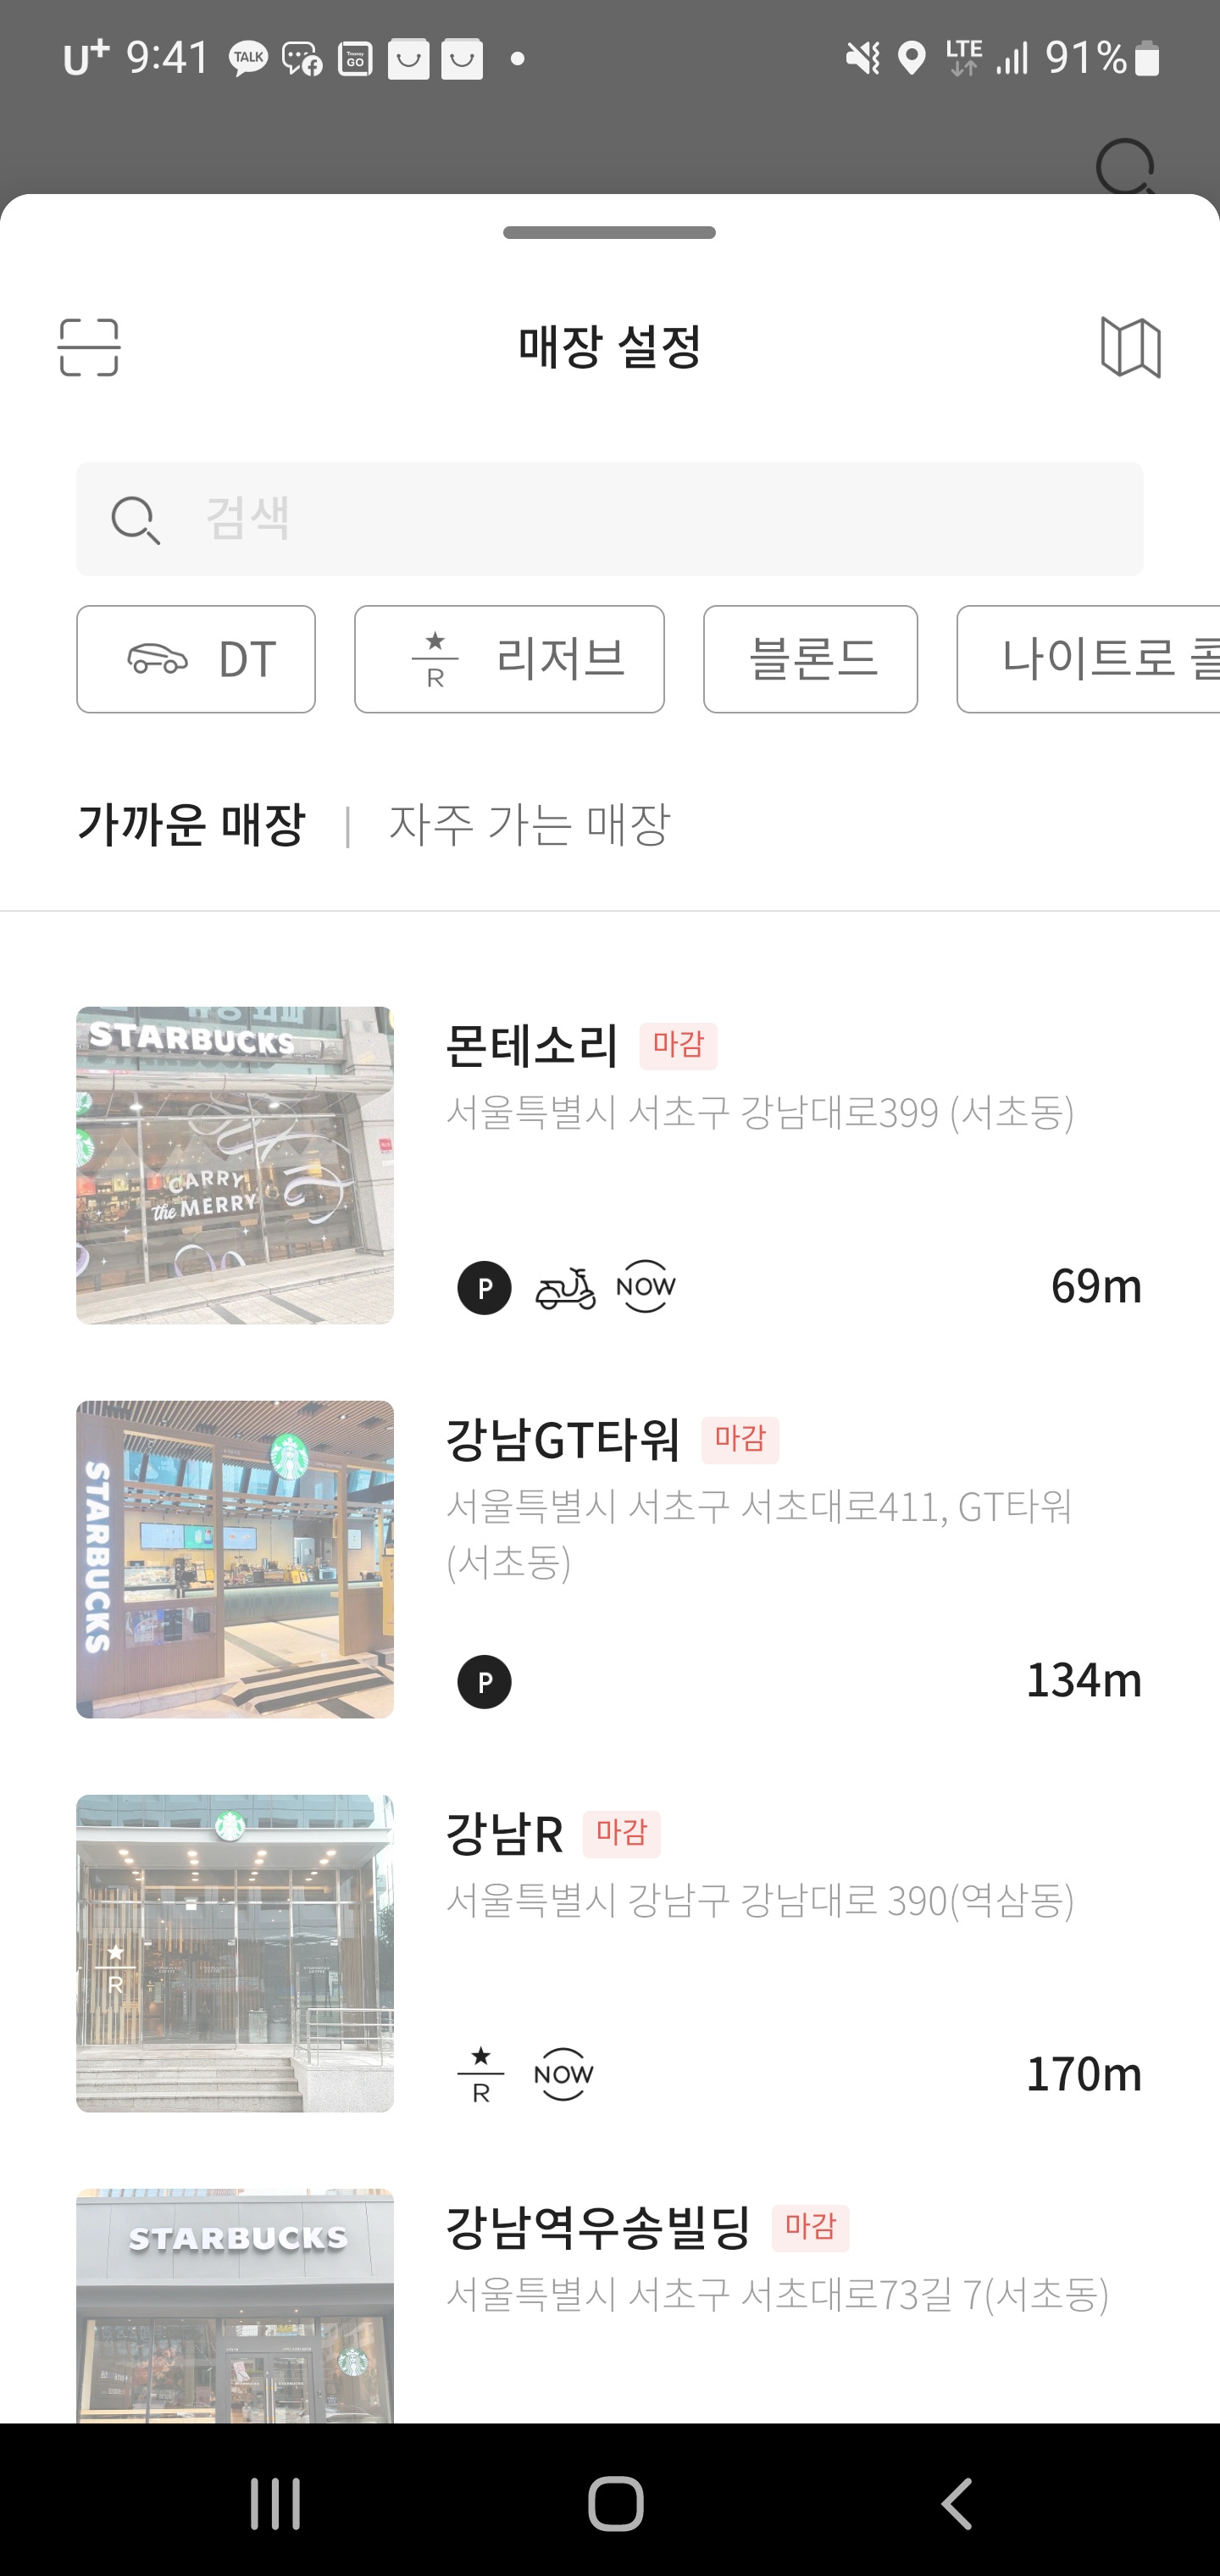 U+ 9:41 TALK GO LTE 91%
매장 설정
검색
DT R 리저브 블론드 나이트로 콜
가까운 매장 | 자주 가는 매장
STARBUCKS
CARRY
the MERRY
몬테소리 마감
서울특별시 서초구 강남대로399 (서초동)
P NOW 69m
STARBUCKS
강남GT타워 마감
서울특별시 서초구 서초대로411, GT타워
(서초동)
P 134m
R
강남R 마감
서울특별시 강남구 강남대로 390(역삼동)
R NOW 170m
STARBUCKS
강남역우송빌딩 마감
서울특별시 서초구 서초대로73길 7(서초동)